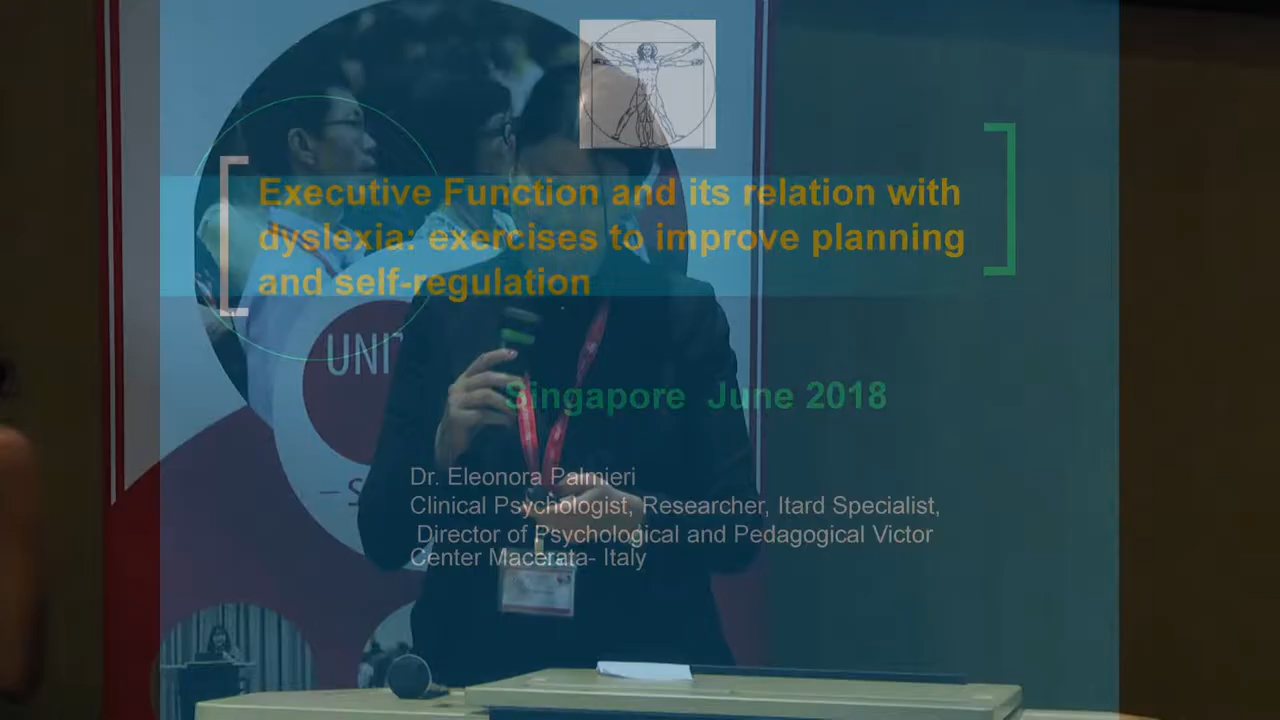 Executive Function and its relation with
dyslexia: exercises to improve planning
and self-regulation
UNI
Singapore June 2018
Dr. Eleonora Palmieri
Clinical Psychologist, Researcher, Itard Specialist,
Director of Psychological and Pedagogical Victor
Center Macerata- Italy